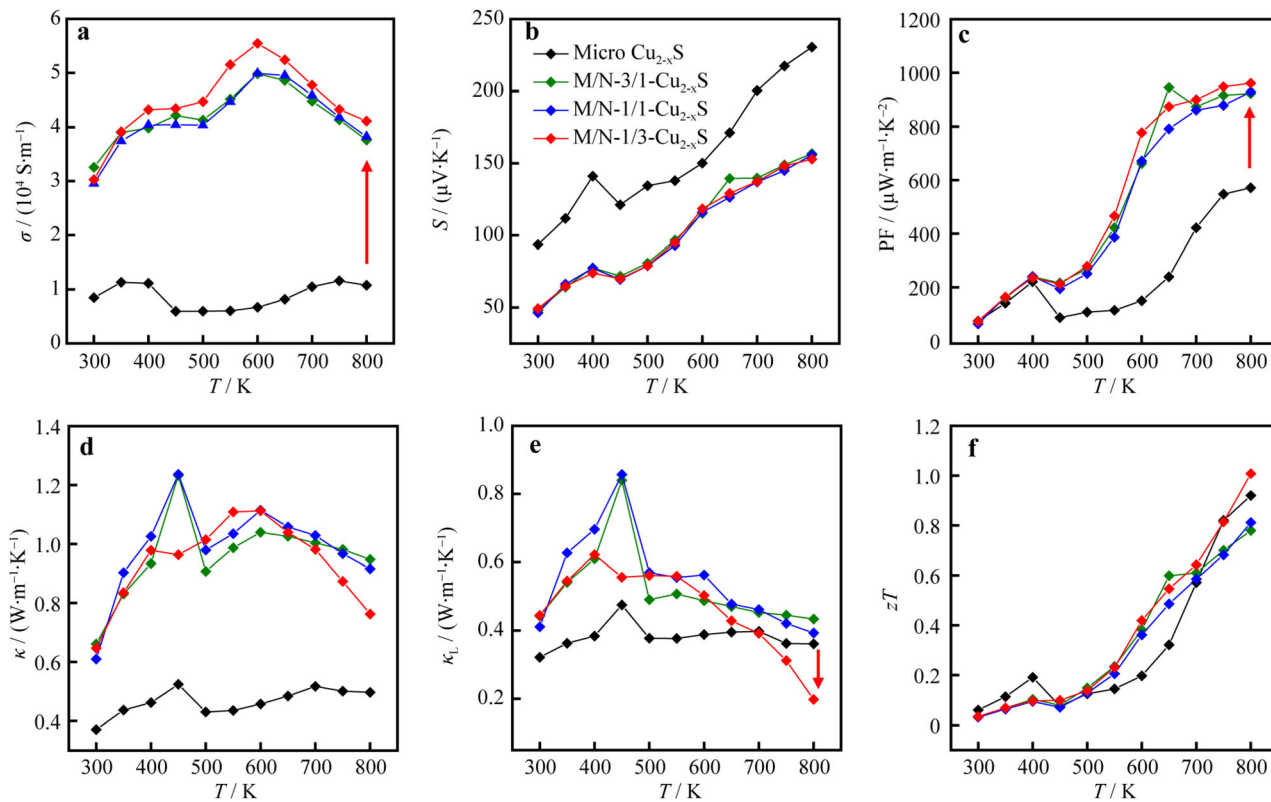 a
6
5
4
3
2
1
0
σ / (10⁴ S·m⁻¹)
300 400 500 600 700 800
T / K
b
250
200
150
100
50
S / (μV·K⁻¹)
Micro Cu₂₋ₓS
M/N-3/1-Cu₂₋ₓS
M/N-1/1-Cu₂₋ₓS
M/N-1/3-Cu₂₋ₓS
300 400 500 600 700 800
T / K
c
1200
1000
800
600
400
200
0
PF / (μW·m⁻¹·K⁻²)
300 400 500 600 700 800
T / K
d
1.4
1.2
1.0
0.8
0.6
0.4
κ / (W·m⁻¹·K⁻¹)
300 400 500 600 700 800
T / K
e
1.0
0.8
0.6
0.4
0.2
κL / (W·m⁻¹·K⁻¹)
300 400 500 600 700 800
T / K
f
1.2
1.0
0.8
0.6
0.4
0.2
0
zT
300 400 500 600 700 800
T / K